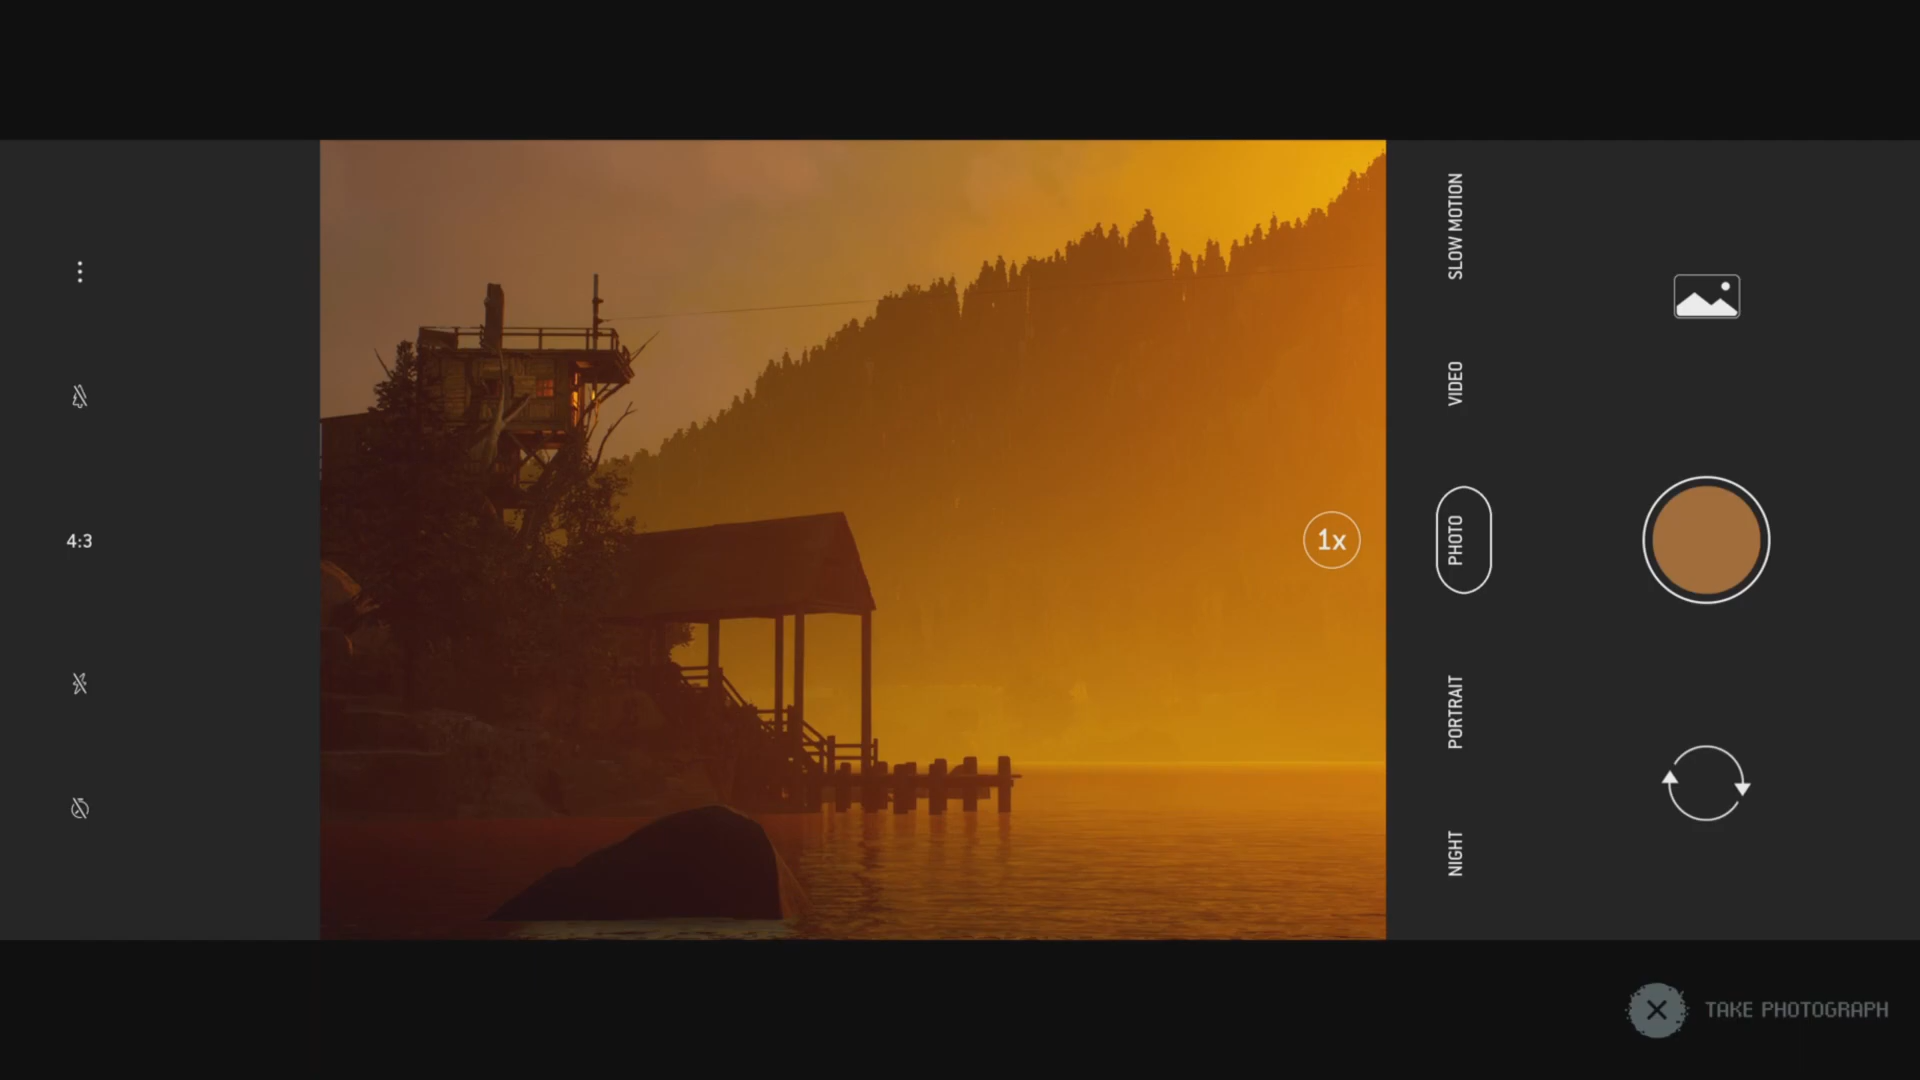 4:3
1x
SLOW MOTION
VIDEO
PHOTO
PORTRAIT
NIGHT
TAKE PHOTOGRAPH